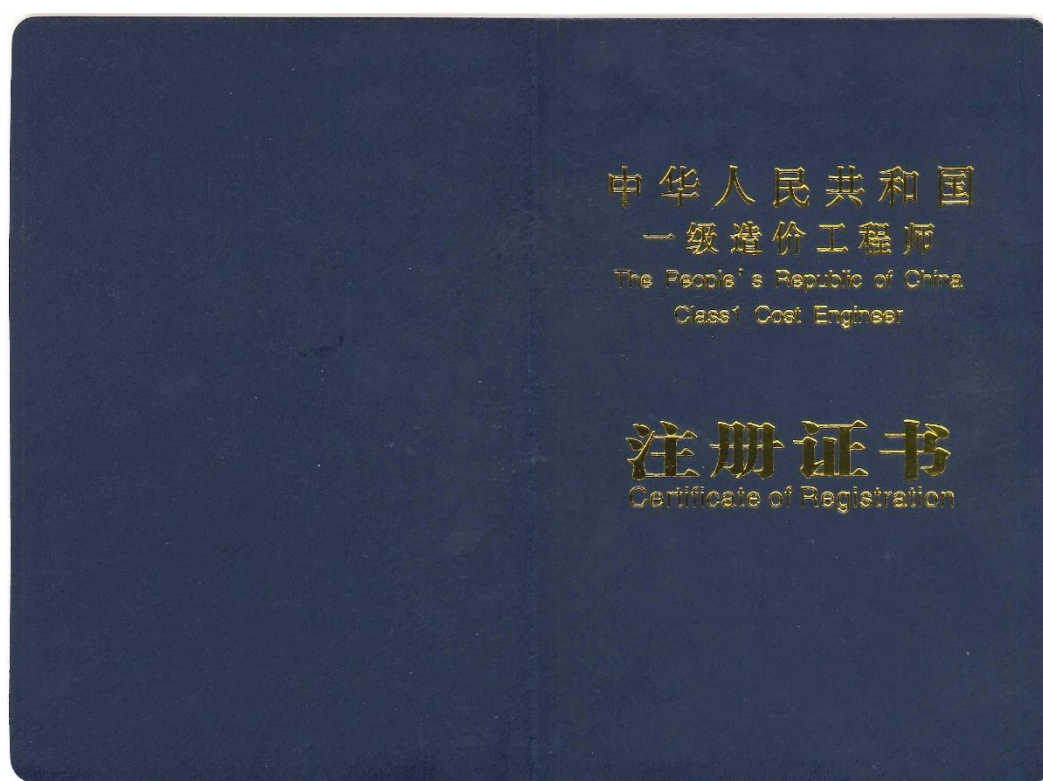 中华人民共和国
一级造价工程师
The People's Republic of China
Class1 Cost Engineer
注册证书
Certificate of Registration